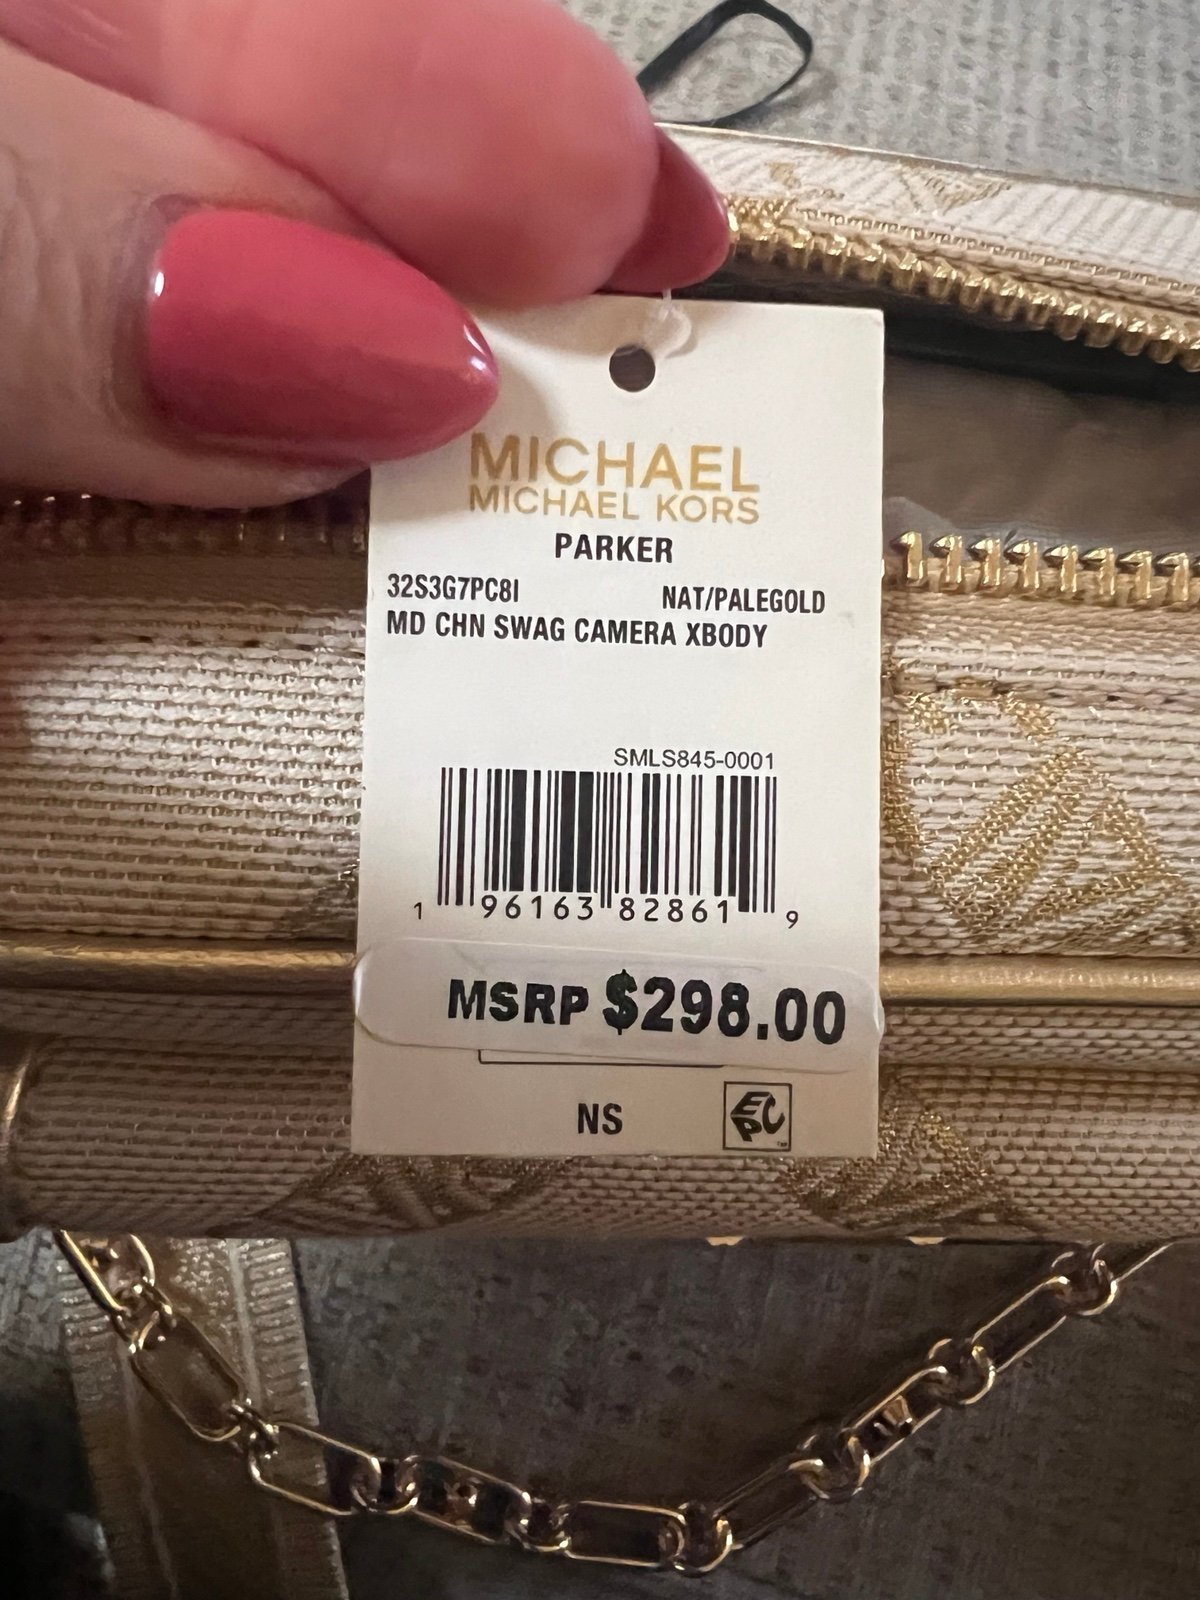 MICHAEL
MICHAEL KORS
PARKER
32S3G7PC8I NAT/PALEGOLD
MD CHN SWAG CAMERA XBODY
SMLS845-0001
1 96163 82861 9
MSRP $298.00
NS
EPC